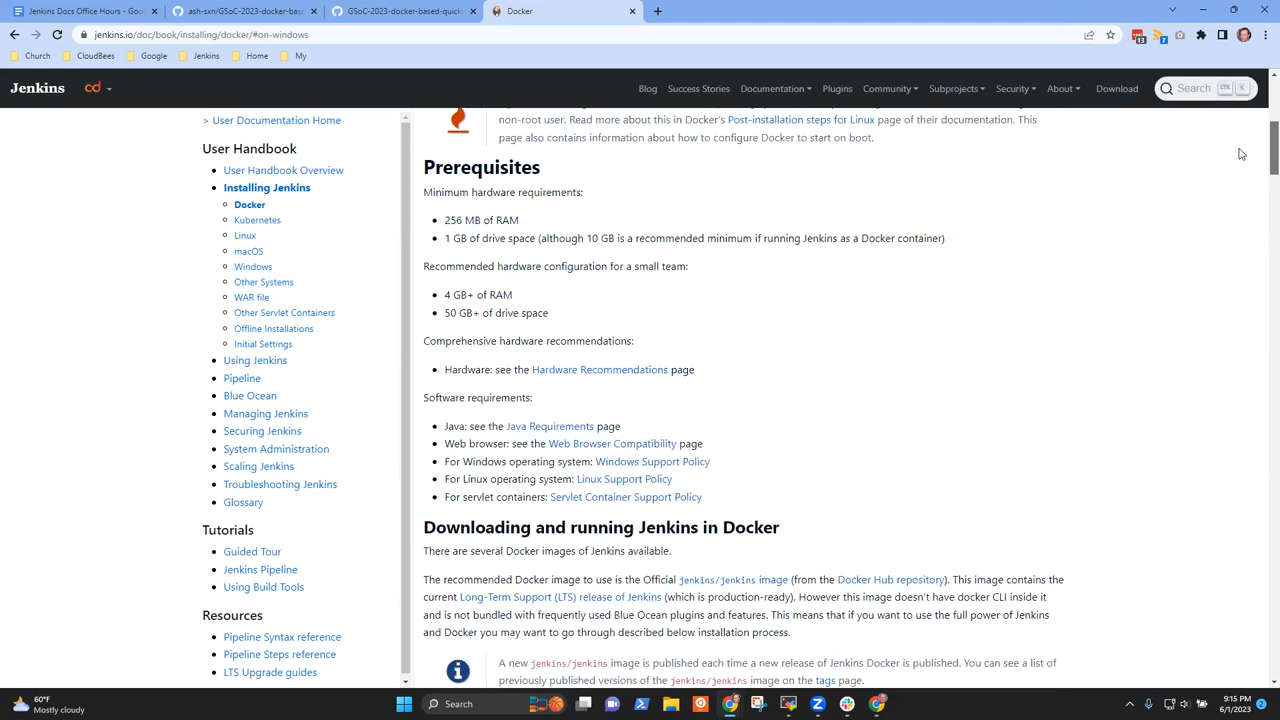 Jenkins Docs Office Hours - Goog
ash-sxn/GSoC-2023-docker-base
GSoC-2023-docker-based-quicks
Docker
jenkins.io/doc/book/installing/docker/#on-windows
13
7
Church
CloudBees
Google
Jenkins
Home
My
Jenkins
cd
Blog
Success Stories
Documentation
Plugins
Community
Subprojects
Security
About
Download
Search
CTRL K
non-root user. Read more about this in Docker's Post-installation steps for Linux page of their documentation. This
page also contains information about how to configure Docker to start on boot.
> User Documentation Home
User Handbook
User Handbook Overview
Installing Jenkins
Docker
Kubernetes
Linux
macOS
Windows
Other Systems
WAR file
Other Servlet Containers
Offline Installations
Initial Settings
Using Jenkins
Pipeline
Blue Ocean
Managing Jenkins
Securing Jenkins
System Administration
Scaling Jenkins
Troubleshooting Jenkins
Glossary
Tutorials
Guided Tour
Jenkins Pipeline
Using Build Tools
Resources
Pipeline Syntax reference
Pipeline Steps reference
LTS Upgrade guides
Prerequisites
Minimum hardware requirements:
256 MB of RAM
1 GB of drive space (although 10 GB is a recommended minimum if running Jenkins as a Docker container)
Recommended hardware configuration for a small team:
4 GB+ of RAM
50 GB+ of drive space
Comprehensive hardware recommendations:
Hardware: see the Hardware Recommendations page
Software requirements:
Java: see the Java Requirements page
Web browser: see the Web Browser Compatibility page
For Windows operating system: Windows Support Policy
For Linux operating system: Linux Support Policy
For servlet containers: Servlet Container Support Policy
Downloading and running Jenkins in Docker
There are several Docker images of Jenkins available.
The recommended Docker image to use is the Official jenkins/jenkins image (from the Docker Hub repository). This image contains the
current Long-Term Support (LTS) release of Jenkins (which is production-ready). However this image doesn't have docker CLI inside it
and is not bundled with frequently used Blue Ocean plugins and features. This means that if you want to use the full power of Jenkins
and Docker you may want to go through described below installation process.
A new jenkins/jenkins image is published each time a new release of Jenkins Docker is published. You can see a list of
previously published versions of the jenkins/jenkins image on the tags page.
60°F
Mostly cloudy
Search
9:15 PM
6/1/2023
2